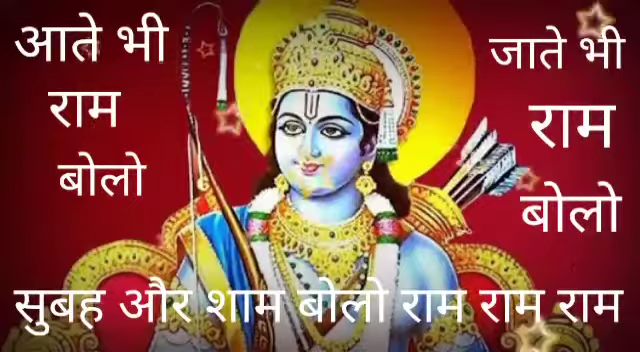 आते भी
राम
बोलो
जाते भी
राम
बोलो
सुबह और शाम बोलो राम राम राम